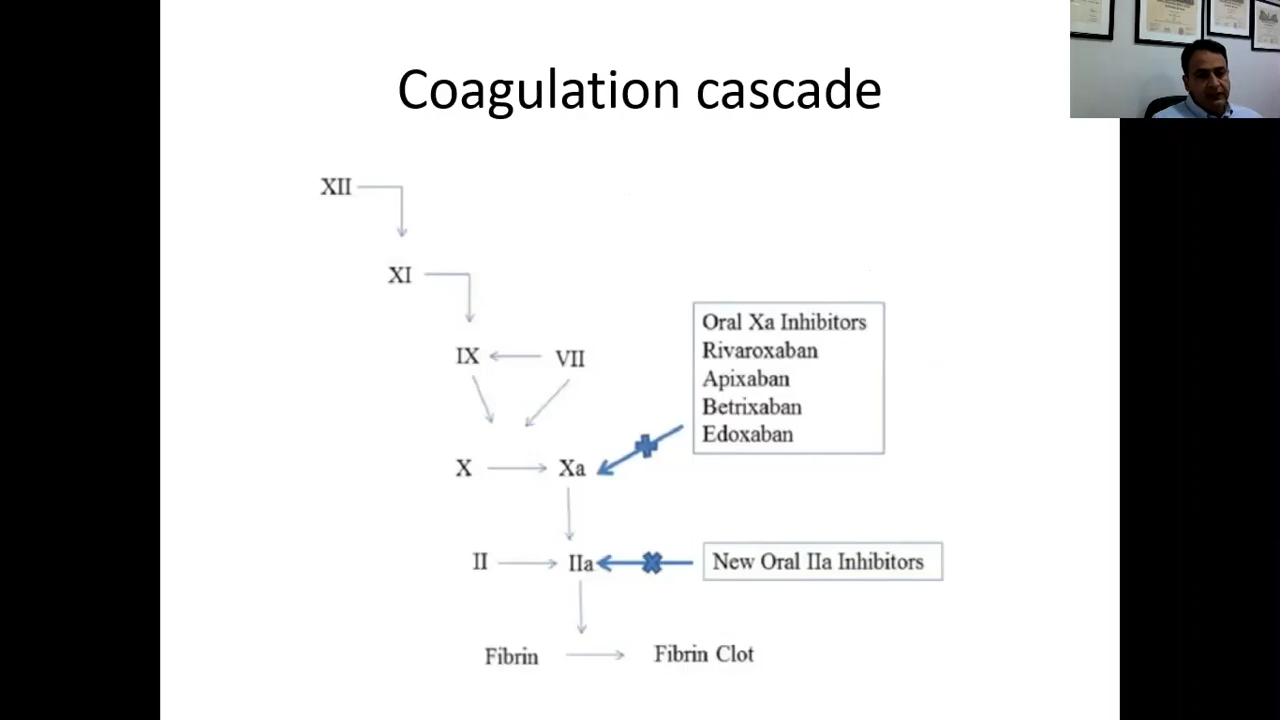 Coagulation cascade
XII
XI
IX
VII
Oral Xa Inhibitors
Rivaroxaban
Apixaban
Betrixaban
Edoxaban
X
Xa
II
IIa
New Oral IIa Inhibitors
Fibrin
Fibrin Clot